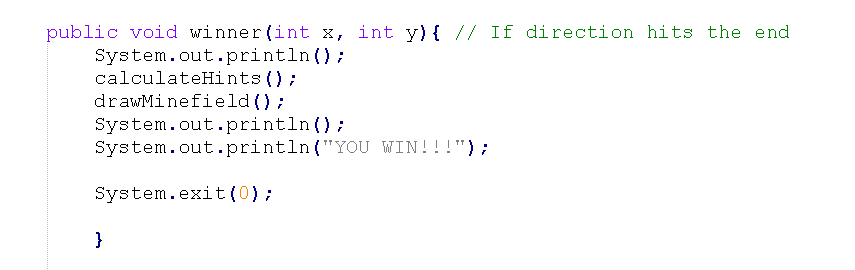 public void winner(int x, int y){ // If direction hits the end
    System.out.println();
    calculateHints();
    drawMinefield();
    System.out.println();
    System.out.println("YOU WIN!!!");

    System.exit(0);

    }